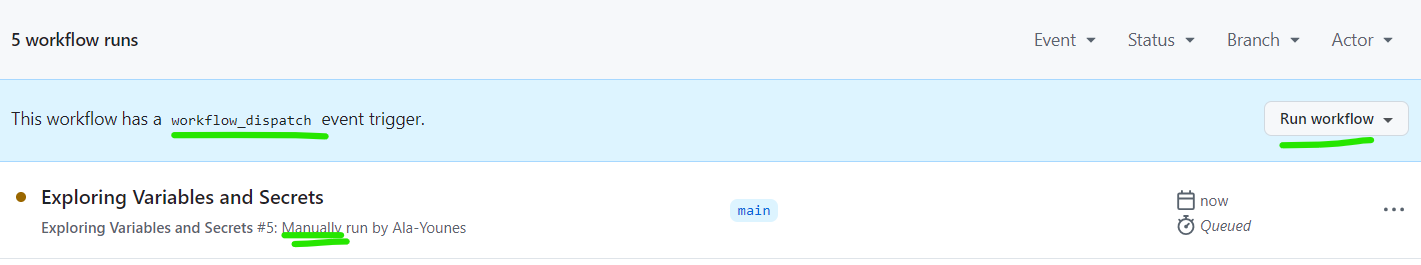 5 workflow runs
Event Status Branch Actor
This workflow has a workflow_dispatch event trigger.
Run workflow
Exploring Variables and Secrets
Exploring Variables and Secrets #5: Manually run by Ala-Younes
main
now
Queued